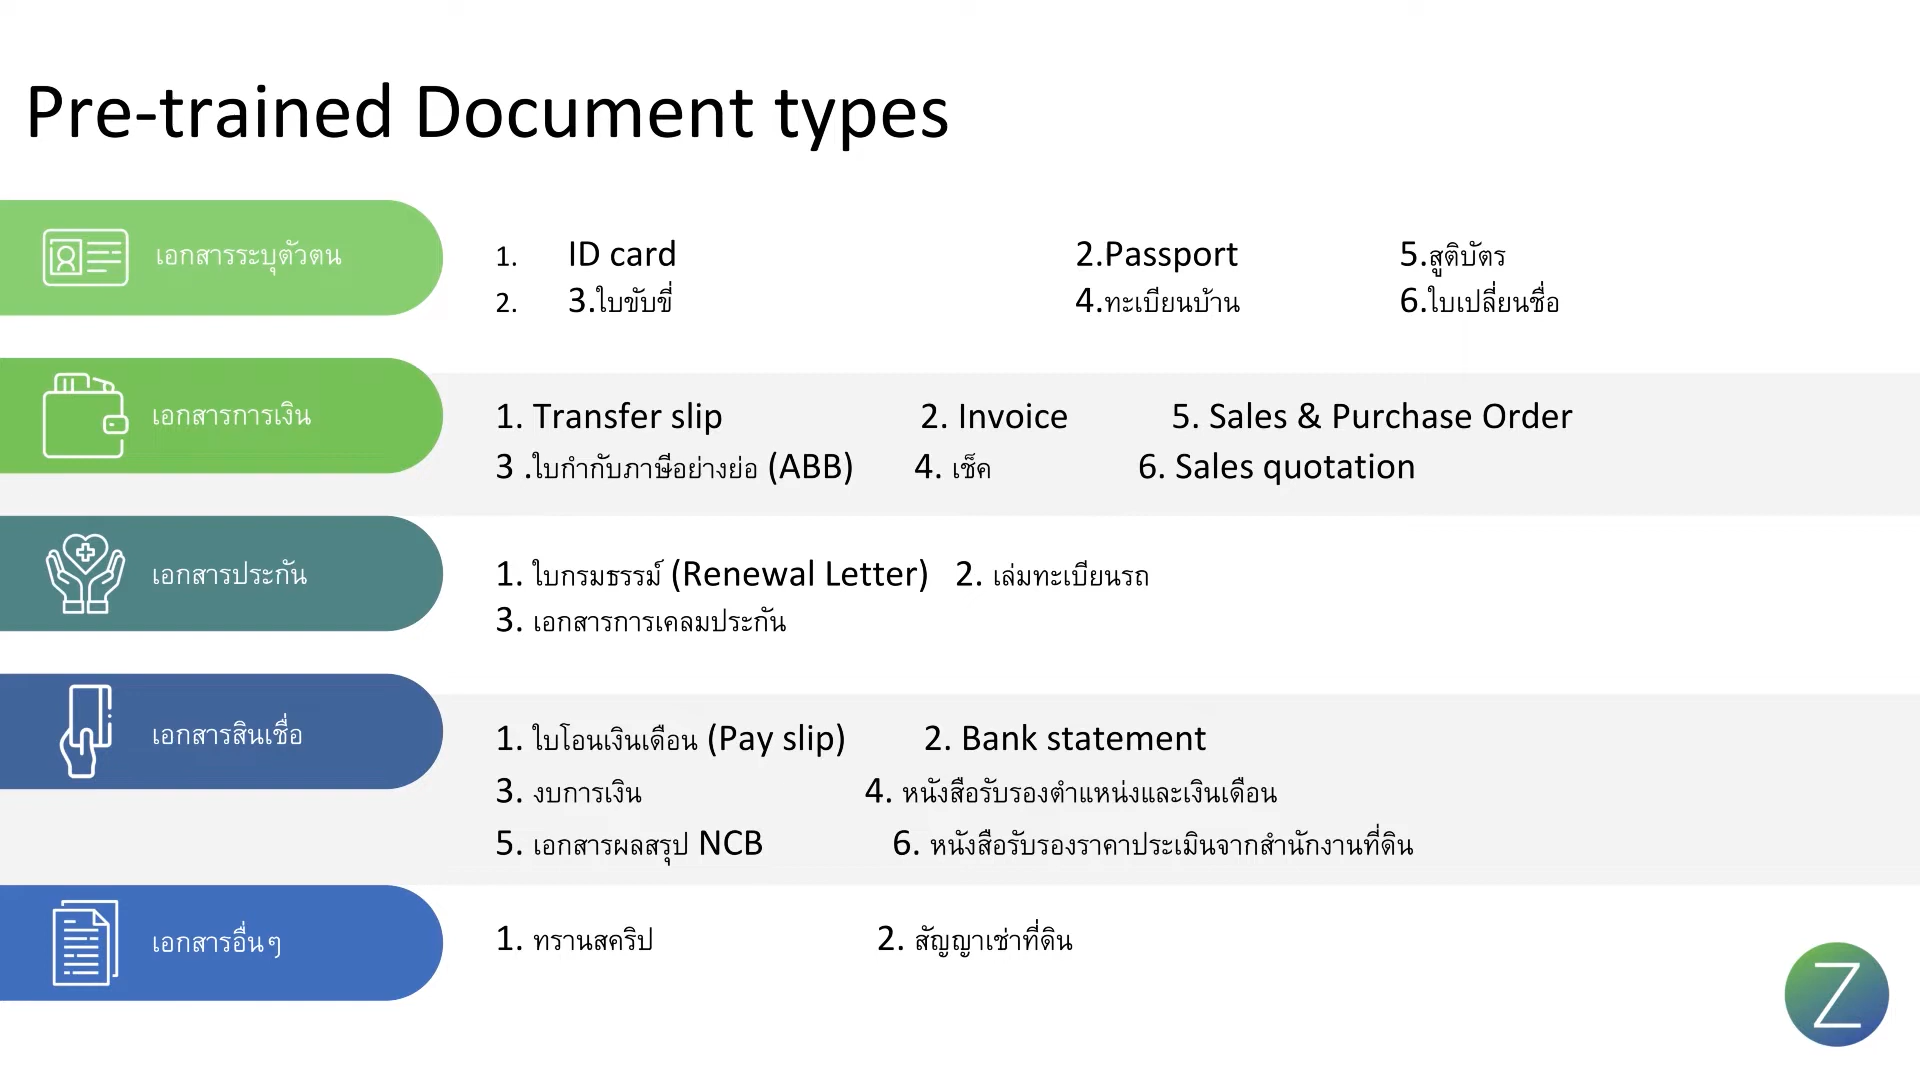 Pre-trained Document types
เอกสารระบุตัวตน
1. ID card 2.Passport 5.สูติบัตร
2. 3.ใบขับขี่ 4.ทะเบียนบ้าน 6.ใบเปลี่ยนชื่อ
เอกสารการเงิน
1. Transfer slip 2. Invoice 5. Sales & Purchase Order
3 .ใบกำกับภาษีอย่างย่อ (ABB) 4. เช็ค 6. Sales quotation
เอกสารประกัน
1. ใบกรมธรรม์ (Renewal Letter) 2. เล่มทะเบียนรถ
3. เอกสารการเคลมประกัน
เอกสารสินเชื่อ
1. ใบโอนเงินเดือน (Pay slip) 2. Bank statement
3. งบการเงิน 4. หนังสือรับรองตำแหน่งและเงินเดือน
5. เอกสารผลสรุป NCB 6. หนังสือรับรองราคาประเมินจากสำนักงานที่ดิน
เอกสารอื่นๆ
1. ทรานสคริป 2. สัญญาเช่าที่ดิน
Z